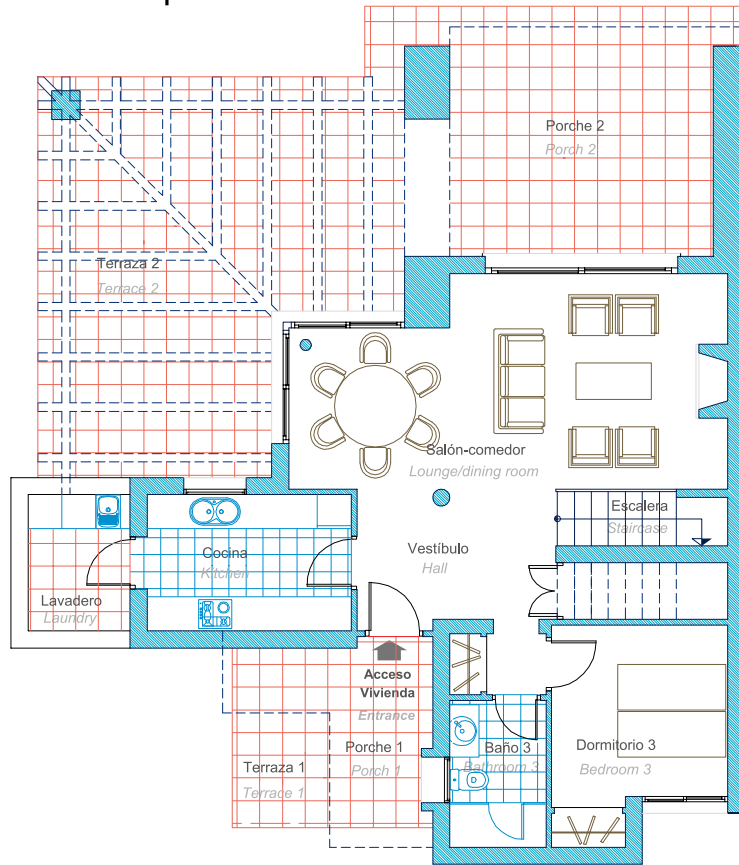 Porche 2
Porch 2
Terraza 2
Terrace 2
Salón-comedor
Lounge/dining room
Escalera
Staircase
Vestíbulo
Hall
Cocina
Kitchen
Lavadero
Laundry
Acceso
Vivienda
Entrance
Porche 1
Porch 1
Terraza 1
Terrace 1
Baño 3
Bathroom 3
Dormitorio 3
Bedroom 3